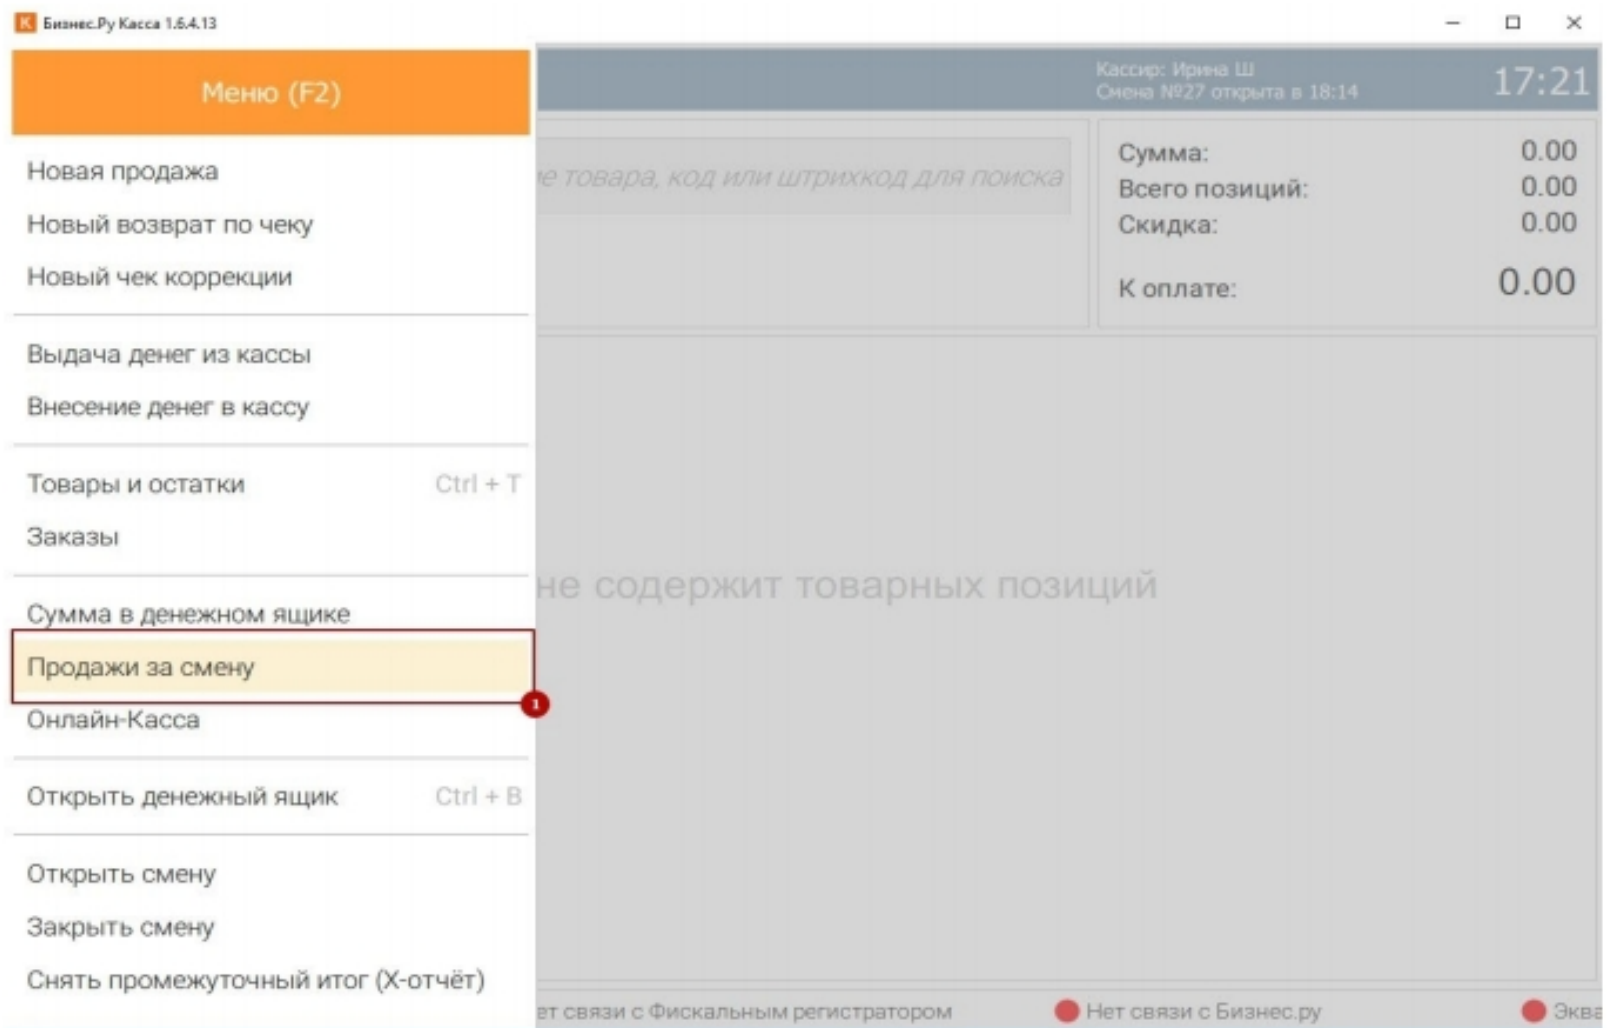 К Бизнес.Ру Касса 1.6.4.13
Меню (F2)
Кассир: Ирина Ш
Смена №27 открыта в 18:14
17:21
Новая продажа
Новый возврат по чеку
Новый чек коррекции
Выдача денег из кассы
Внесение денег в кассу
Товары и остатки Ctrl + T
Заказы
Сумма в денежном ящике
Продажи за смену
1
Онлайн-Касса
Открыть денежный ящик Ctrl + B
Открыть смену
Закрыть смену
Снять промежуточный итог (X-отчёт)
е товара, код или штрихкод для поиска
Сумма: 0.00
Всего позиций: 0.00
Скидка: 0.00
К оплате: 0.00
не содержит товарных позиций
ет связи с Фискальным регистратором
Нет связи с Бизнес.ру
Эква